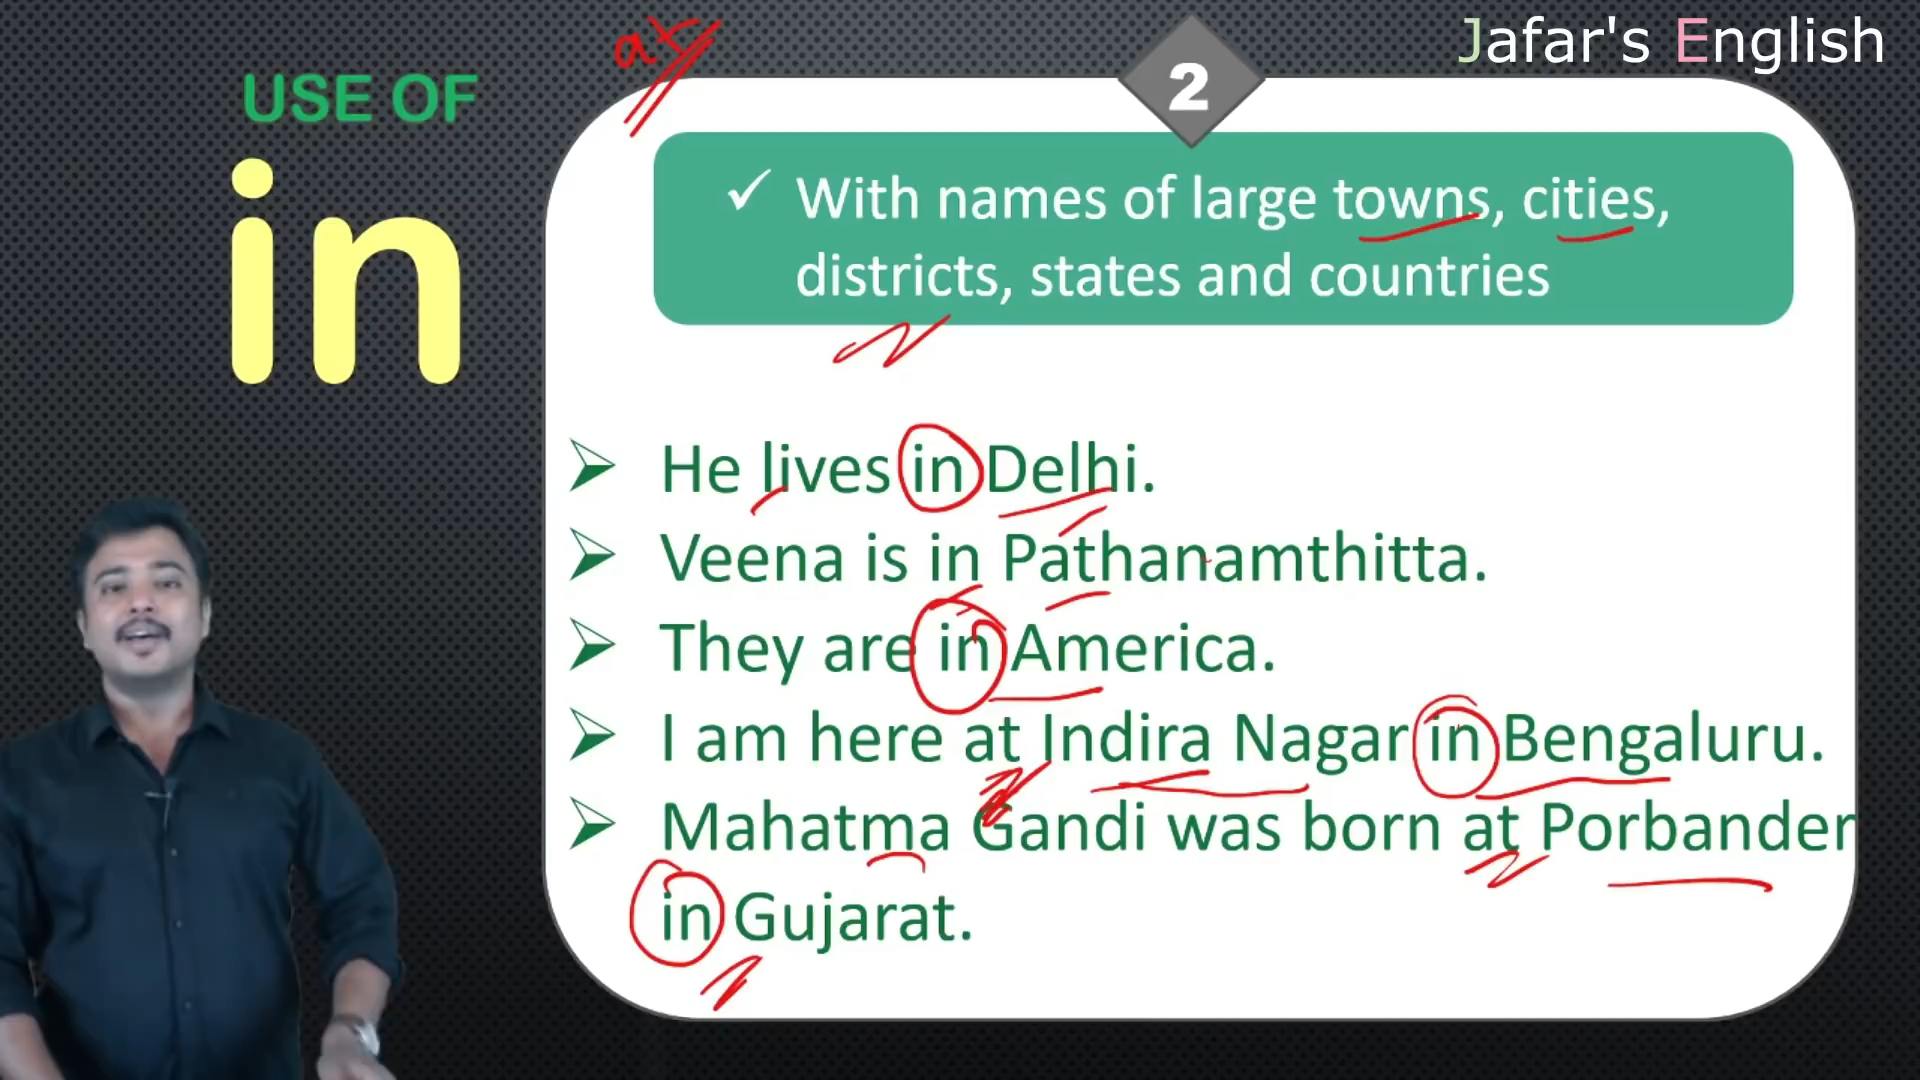 Jafar's English
at
USE OF
in
2
✓ With names of large towns, cities,
districts, states and countries
➢ He lives in Delhi.
➢ Veena is in Pathanamthitta.
➢ They are in America.
➢ I am here at Indira Nagar in Bengaluru.
➢ Mahatma Gandi was born at Porbander
in Gujarat.